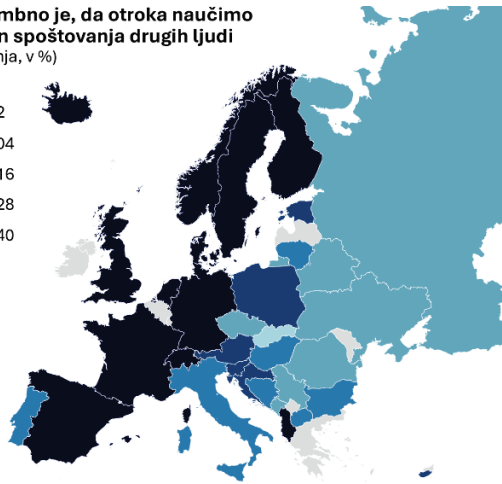 mbno je, da otroka naučimo
n spoštovanja drugih ljudi
nja, v %)
2
04
16
28
40